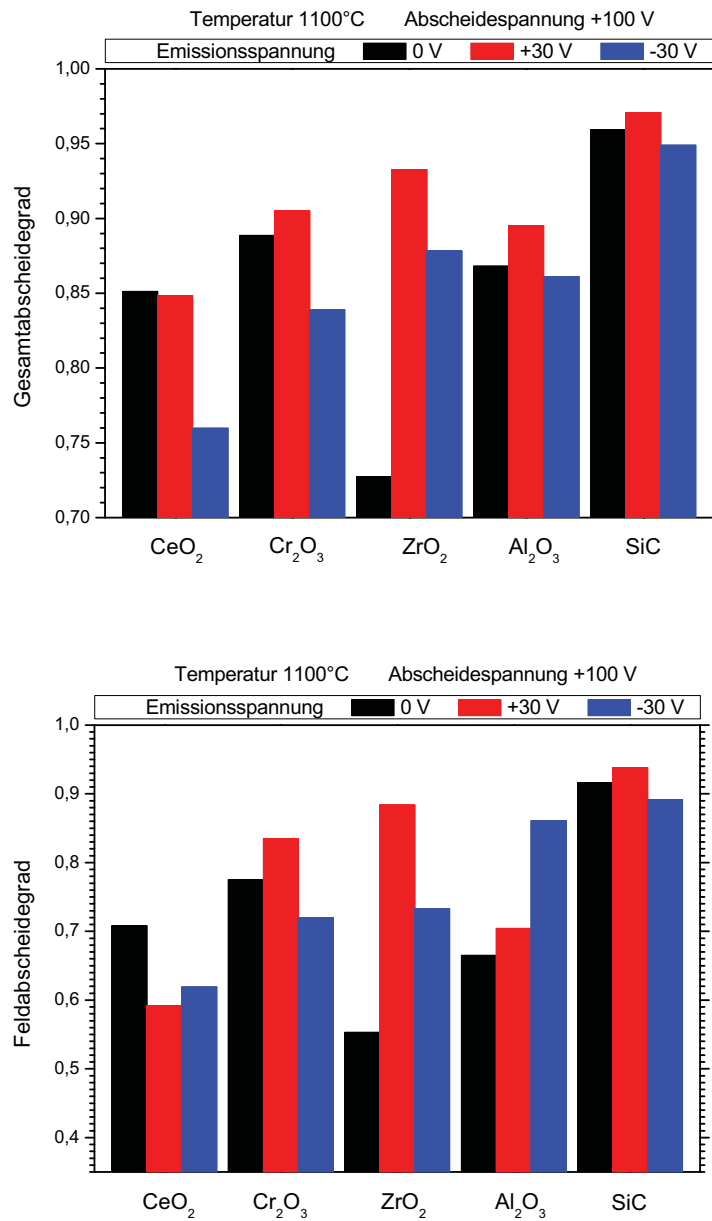 Temperatur 1100°C Abscheidespannung +100 V
Emissionsspannung 0 V +30 V -30 V
1,00
0,95
0,90
0,85
0,80
0,75
0,70
Gesamtabscheidegrad
CeO₂ Cr₂O₃ ZrO₂ Al₂O₃ SiC
Temperatur 1100°C Abscheidespannung +100 V
Emissionsspannung 0 V +30 V -30 V
1,0
0,9
0,8
0,7
0,6
0,5
0,4
Feldabscheidegrad
CeO₂ Cr₂O₃ ZrO₂ Al₂O₃ SiC